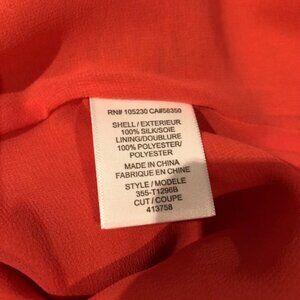 RN# 105230 CA#56350
SHELL / EXTERIEUR
100% SILK/SOIE
LINING/DOUBLURE
100% POLYESTER/
POLYESTER
MADE IN CHINA
FABRIQUE EN CHINE
STYLE / MODELE
355-T1296B
CUT / COUPE
413758